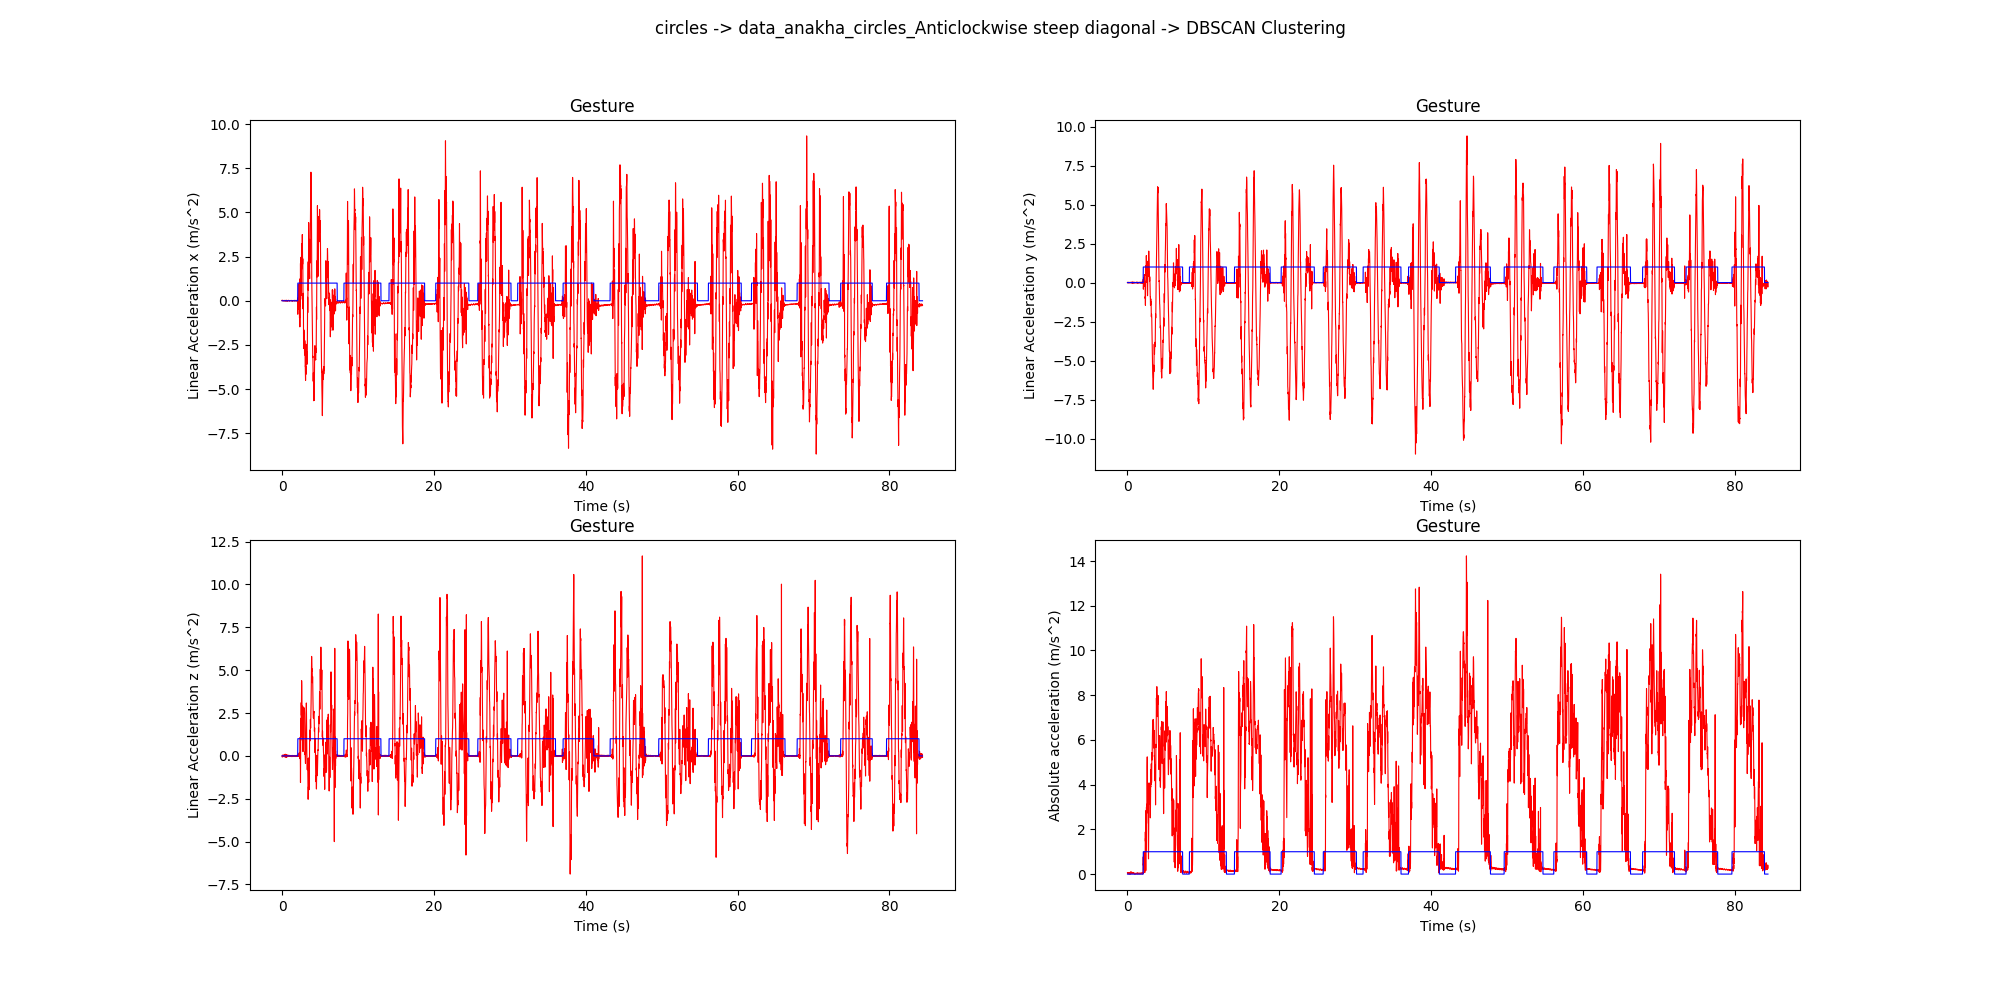 circles -> data_anakha_circles_Anticlockwise steep diagonal -> DBSCAN Clustering
Gesture
Linear Acceleration x (m/s^2)
10.0
7.5
5.0
2.5
0.0
−2.5
−5.0
−7.5
0 20 40 60 80
Time (s)
Gesture
Linear Acceleration y (m/s^2)
10.0
7.5
5.0
2.5
0.0
−2.5
−5.0
−7.5
−10.0
0 20 40 60 80
Time (s)
Gesture
Linear Acceleration z (m/s^2)
12.5
10.0
7.5
5.0
2.5
0.0
−2.5
−5.0
−7.5
0 20 40 60 80
Time (s)
Gesture
Absolute acceleration (m/s^2)
14
12
10
8
6
4
2
0
0 20 40 60 80
Time (s)